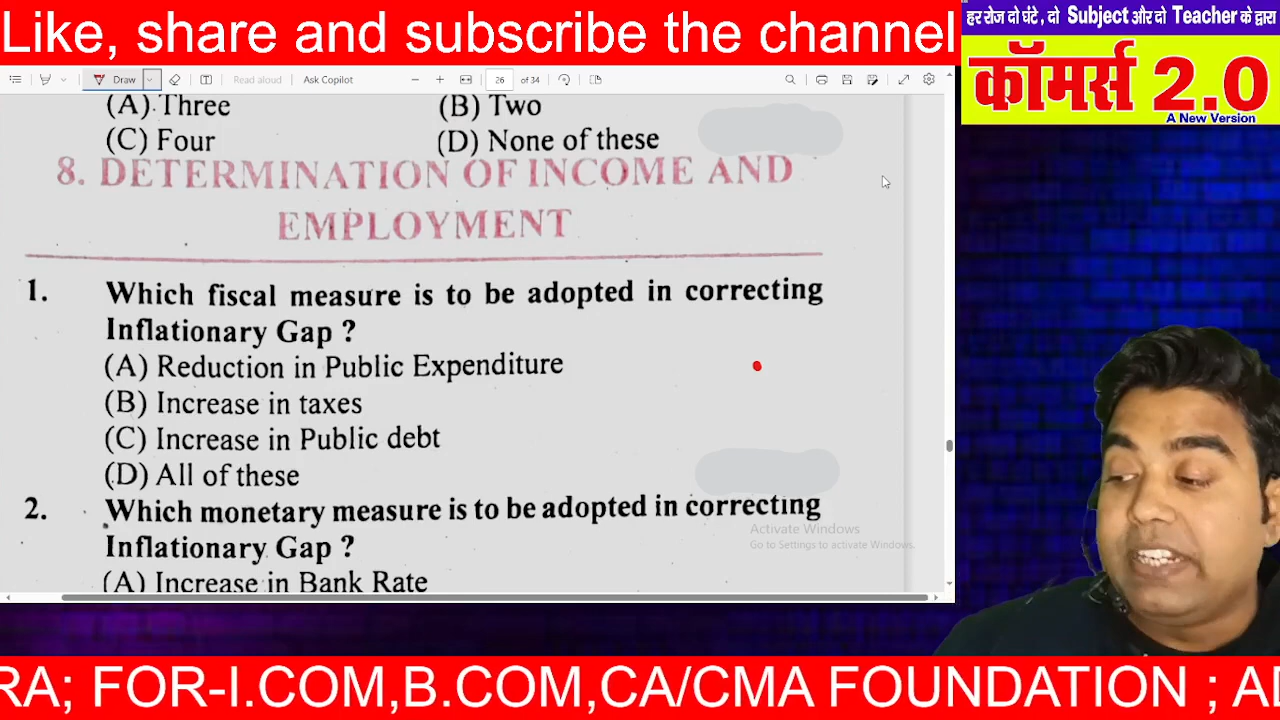 Like, share and subscribe the channel
हर रोज दो घंटे, दो Subject और दो Teacher के द्वारा
कॉमर्स 2.0
A New Version
Draw
Read aloud
Ask Copilot
26 of 34
(A) Three (B) Two
(C) Four (D) None of these
8. DETERMINATION OF INCOME AND
EMPLOYMENT
1. Which fiscal measure is to be adopted in correcting
Inflationary Gap ?
(A) Reduction in Public Expenditure
(B) Increase in taxes
(C) Increase in Public debt
(D) All of these
2. Which monetary measure is to be adopted in correcting
Inflationary Gap ?
(A) Increase in Bank Rate
Activate Windows
Go to Settings to activate Windows.
RA; FOR-I.COM,B.COM,CA/CMA FOUNDATION ; AL